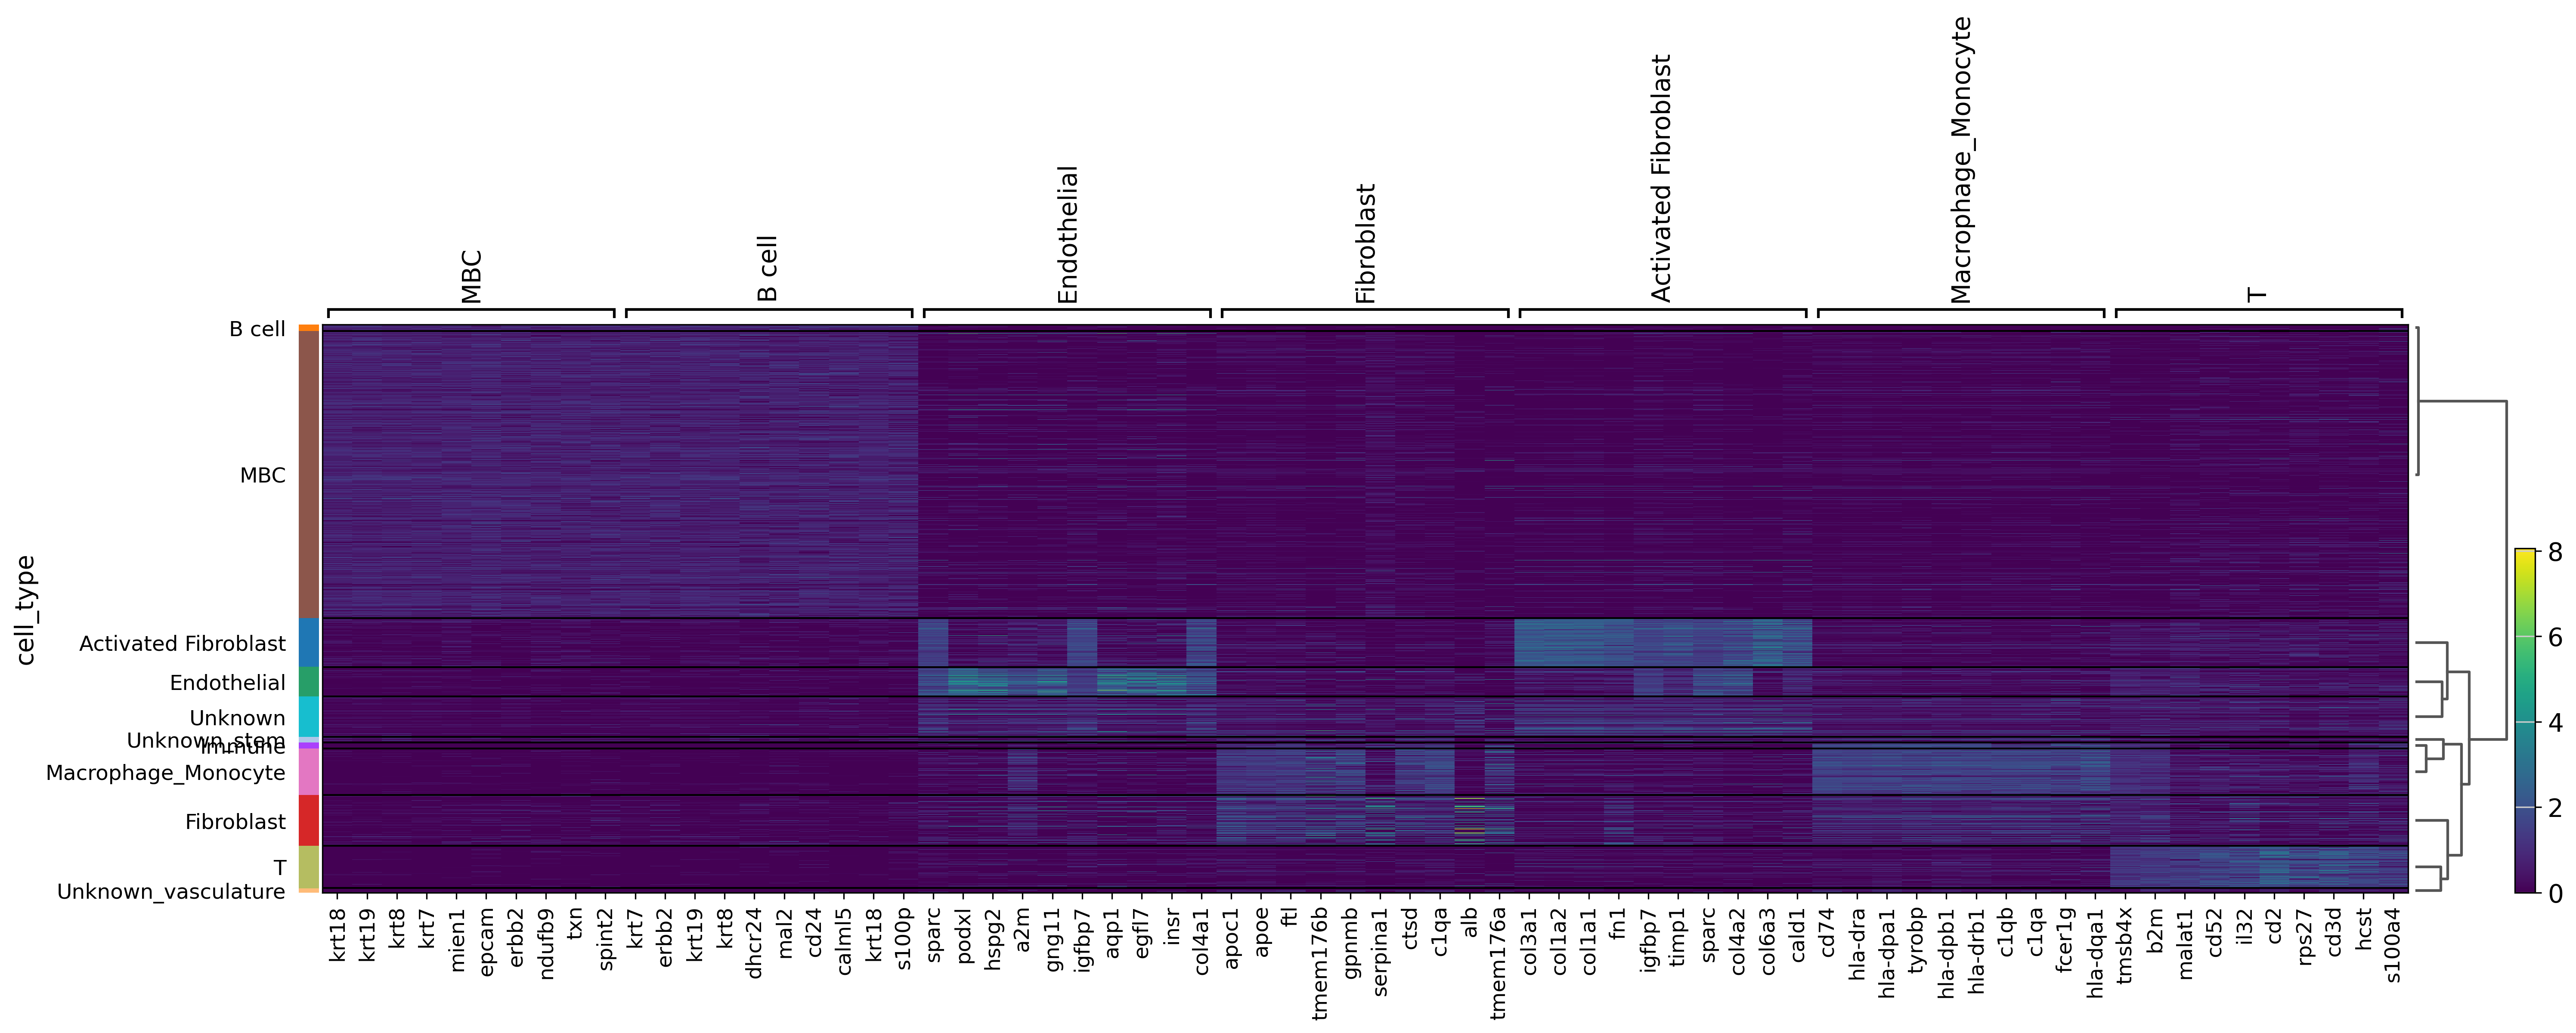 MBC
B cell
Endothelial
Fibroblast
Activated Fibroblast
Macrophage_Monocyte
T
cell_type
B cell
MBC
Activated Fibroblast
Endothelial
Unknown
Unknown_stem
Immune
Macrophage_Monocyte
Fibroblast
T
Unknown_vasculature
krt18
krt19
krt8
krt7
mien1
epcam
erbb2
ndufb9
txn
spint2
krt7
erbb2
krt19
krt8
dhcr24
mal2
cd24
calml5
krt18
s100p
sparc
podxl
hspg2
a2m
gng11
igfbp7
aqp1
egfl7
insr
col4a1
apoc1
apoe
ftl
tmem176b
gpnmb
serpina1
ctsd
c1qa
alb
tmem176a
col3a1
col1a2
col1a1
fn1
igfbp7
timp1
sparc
col4a2
col6a3
cald1
cd74
hla-dra
hla-dpa1
tyrobp
hla-dpb1
hla-drb1
c1qb
c1qa
fcer1g
hla-dqa1
tmsb4x
b2m
malat1
cd52
il32
cd2
rps27
cd3d
hcst
s100a4
8
6
4
2
0